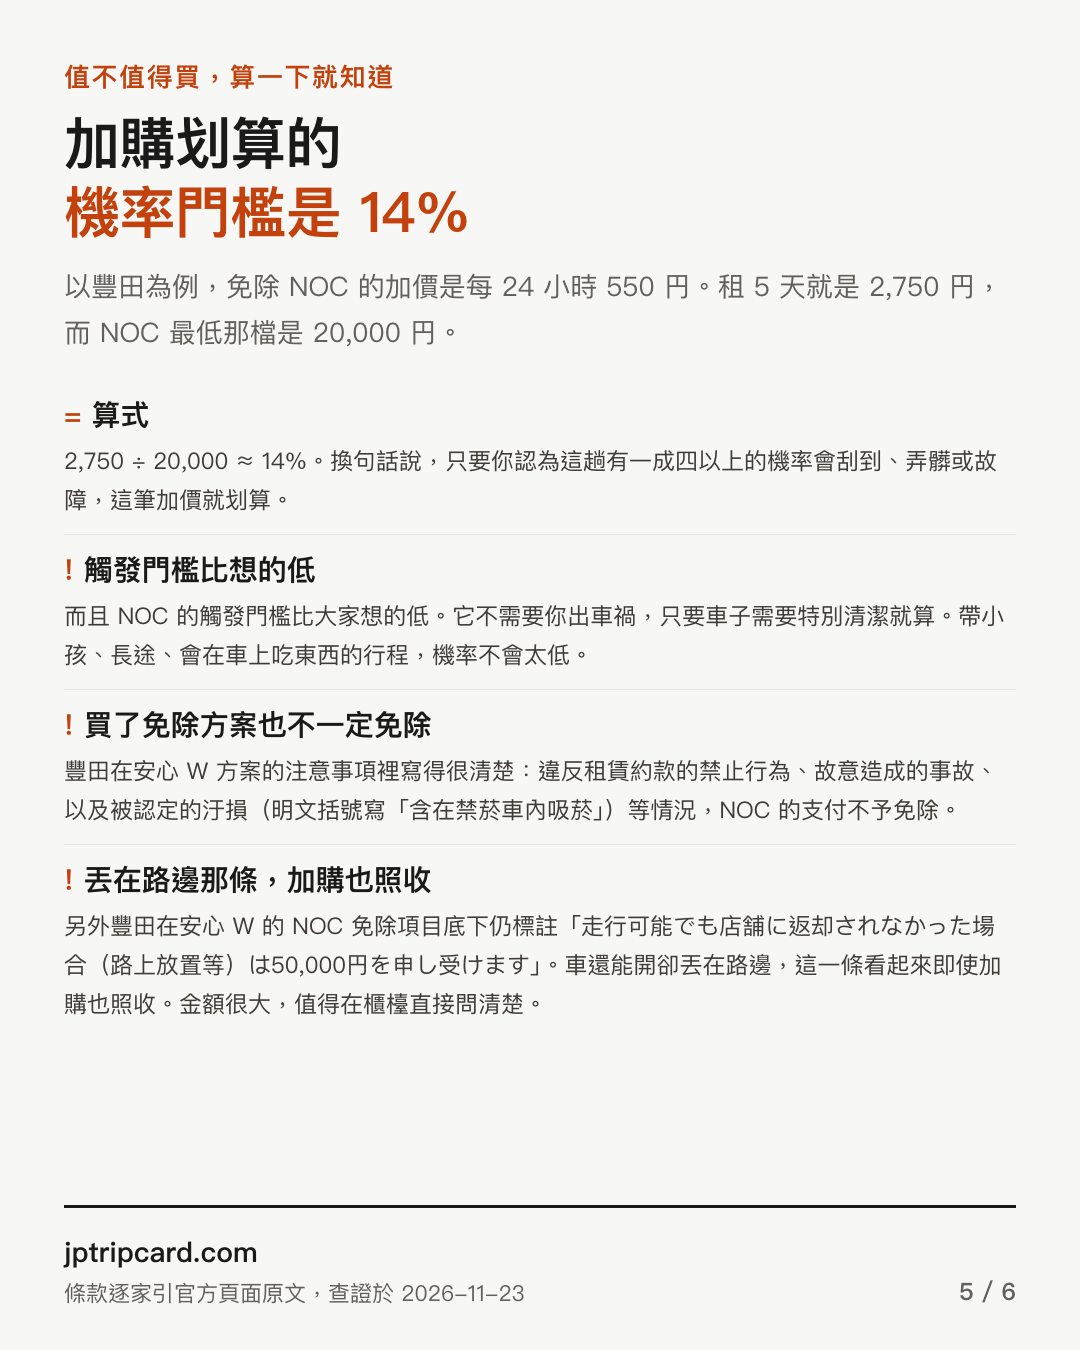 值不值得買，算一下就知道
加購划算的
機率門檻是 14%
以豐田為例，免除 NOC 的加價是每 24 小時 550 円。租 5 天就是 2,750 円，
而 NOC 最低那檔是 20,000 円。
= 算式
2,750 ÷ 20,000 ≈ 14%。換句話說，只要你認為這趟有一成四以上的機率會刮到、弄髒或故
障，這筆加價就划算。
! 觸發門檻比想的低
而且 NOC 的觸發門檻比大家想的低。它不需要你出車禍，只要車子需要特別清潔就算。帶小
孩、長途、會在車上吃東西的行程，機率不會太低。
! 買了免除方案也不一定免除
豐田在安心 W 方案的注意事項裡寫得很清楚：違反租賃約款的禁止行為、故意造成的事故、
以及被認定的汙損（明文括號寫「含在禁菸車內吸菸」）等情況，NOC 的支付不予免除。
! 丟在路邊那條，加購也照收
另外豐田在安心 W 的 NOC 免除項目底下仍標註「走行可能でも店舗に返却されなかった場
合（路上放置等）は50,000円を申し受けます」。車還能開卻丟在路邊，這一條看起來即使加
購也照收。金額很大，值得在櫃檯直接問清楚。
jptripcard.com
條款逐家引官方頁面原文，查證於 2026–11–23
5 / 6